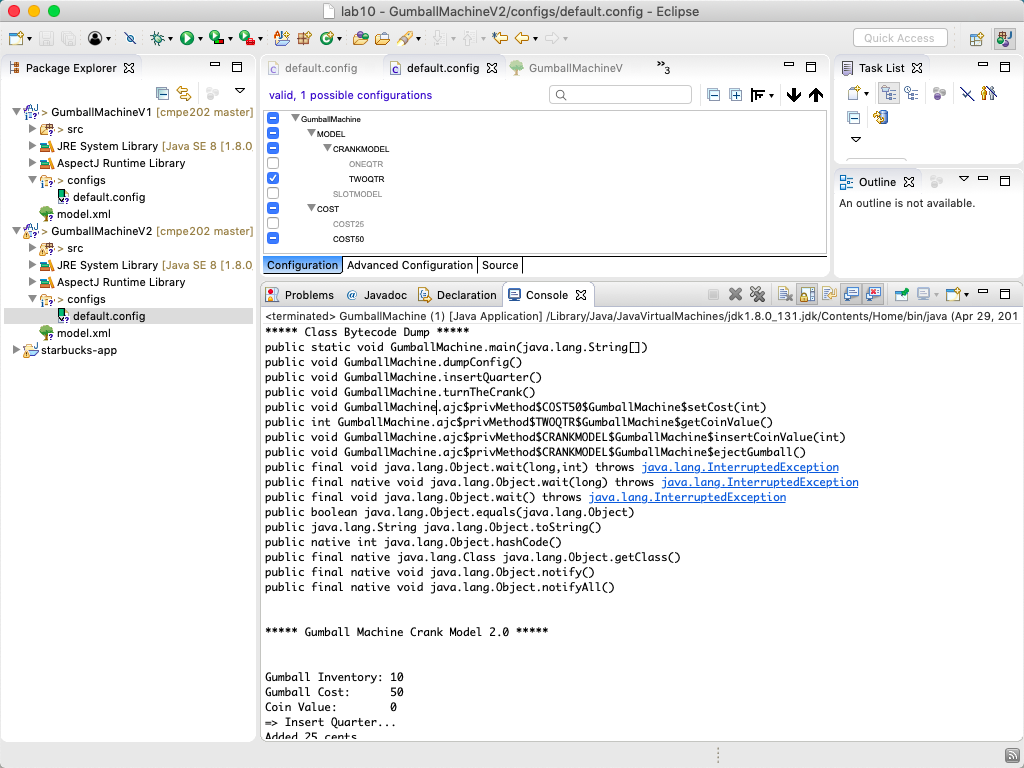 lab10 - GumballMachineV2/configs/default.config - Eclipse
Quick Access
Package Explorer
GumballMachineV1 [cmpe202 master]
> src
JRE System Library [Java SE 8 [1.8.0
AspectJ Runtime Library
> configs
default.config
model.xml
> GumballMachineV2 [cmpe202 master]
> src
JRE System Library [Java SE 8 [1.8.0
AspectJ Runtime Library
> configs
default.config
model.xml
starbucks-app
default.config
default.config
GumballMachineV
»3
valid, 1 possible configurations
GumballMachine
MODEL
CRANKMODEL
ONEQTR
TWOQTR
SLOTMODEL
COST
COST25
COST50
Configuration
Advanced Configuration
Source
Task List
Outline
An outline is not available.
Problems
@ Javadoc
Declaration
Console
<terminated> GumballMachine (1) [Java Application] /Library/Java/JavaVirtualMachines/jdk1.8.0_131.jdk/Contents/Home/bin/java (Apr 29, 201
***** Class Bytecode Dump *****
public static void GumballMachine.main(java.lang.String[])
public void GumballMachine.dumpConfig()
public void GumballMachine.insertQuarter()
public void GumballMachine.turnTheCrank()
public void GumballMachine.ajc$privMethod$COST50$GumballMachine$setCost(int)
public int GumballMachine.ajc$privMethod$TWOQTR$GumballMachine$getCoinValue()
public void GumballMachine.ajc$privMethod$CRANKMODEL$GumballMachine$insertCoinValue(int)
public void GumballMachine.ajc$privMethod$CRANKMODEL$GumballMachine$ejectGumball()
public final void java.lang.Object.wait(long,int) throws java.lang.InterruptedException
public final native void java.lang.Object.wait(long) throws java.lang.InterruptedException
public final void java.lang.Object.wait() throws java.lang.InterruptedException
public boolean java.lang.Object.equals(java.lang.Object)
public java.lang.String java.lang.Object.toString()
public native int java.lang.Object.hashCode()
public final native java.lang.Class java.lang.Object.getClass()
public final native void java.lang.Object.notify()
public final native void java.lang.Object.notifyAll()
***** Gumball Machine Crank Model 2.0 *****
Gumball Inventory: 10
Gumball Cost: 50
Coin Value: 0
=> Insert Quarter...
Added 25 cents